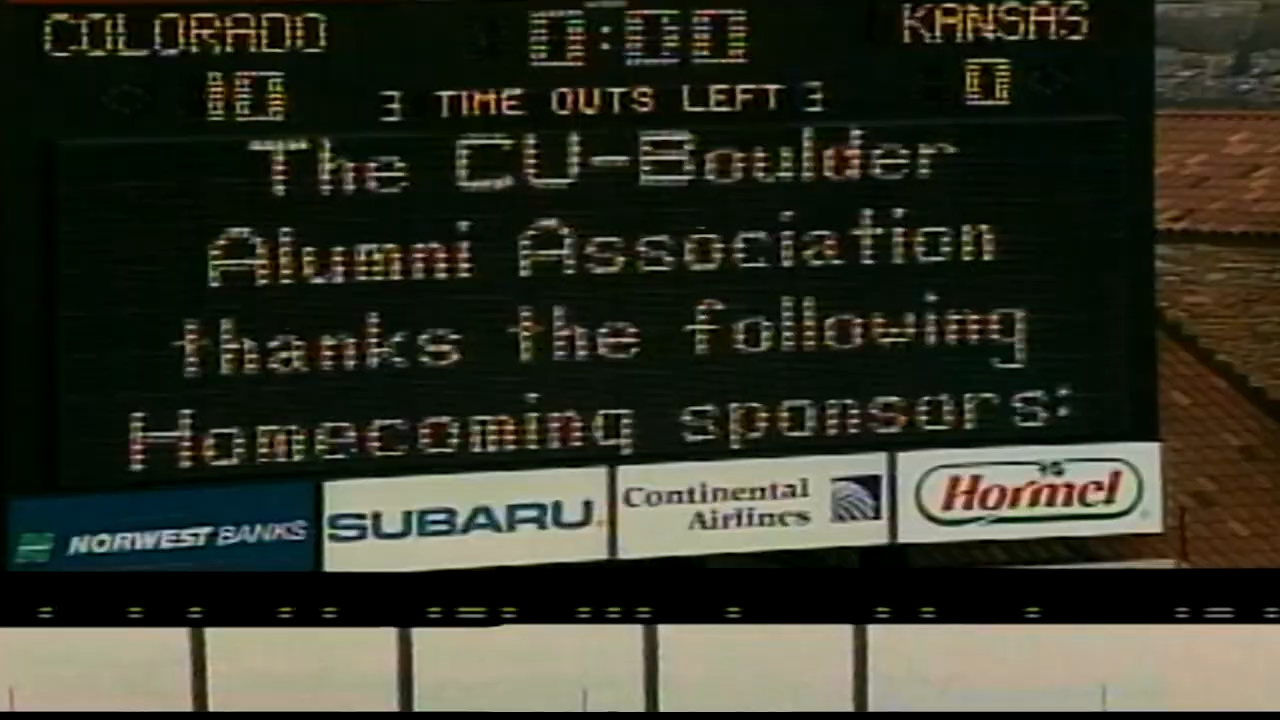 COLORADO 0:00 KANSAS
10 3 TIME OUTS LEFT 3 0
The CU-Boulder
Alumni Association
thanks the following
Homecoming sponsors:
NORWEST BANKS SUBARU Continental Airlines Hormel